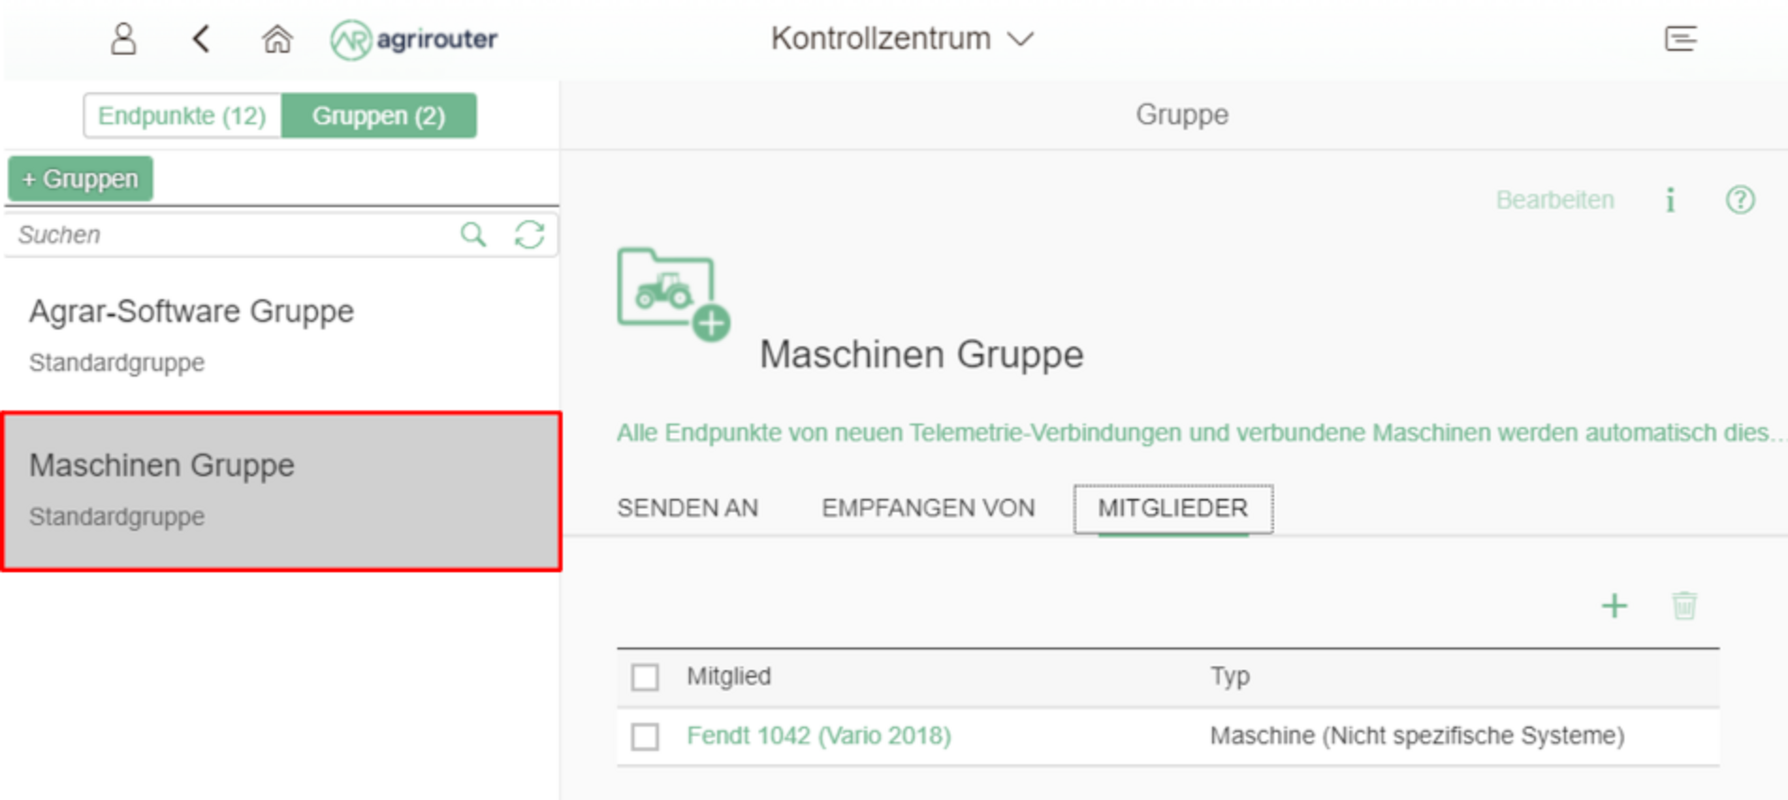 agrirouter
Kontrollzentrum
Endpunkte (12)
Gruppen (2)
+ Gruppen
Suchen
Agrar-Software Gruppe
Standardgruppe
Maschinen Gruppe
Standardgruppe
Gruppe
Bearbeiten
Maschinen Gruppe
Alle Endpunkte von neuen Telemetrie-Verbindungen und verbundene Maschinen werden automatisch dies...
SENDEN AN EMPFANGEN VON MITGLIEDER
Mitglied Typ
Fendt 1042 (Vario 2018) Maschine (Nicht spezifische Systeme)